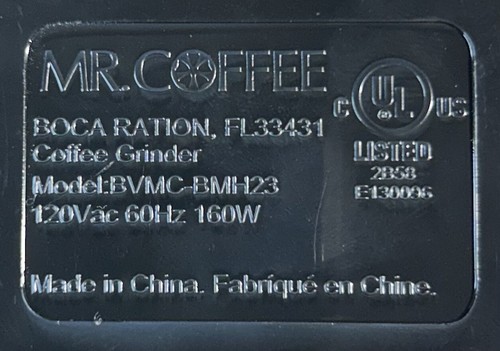 MR. COFFEE
C UL US
®
BOCA RATION, FL33431
LISTED
Coffee Grinder
2B58
Model:BVMC-BMH23
E130096
120Vac 60Hz 160W
Made in China. Fabriqué en Chine.